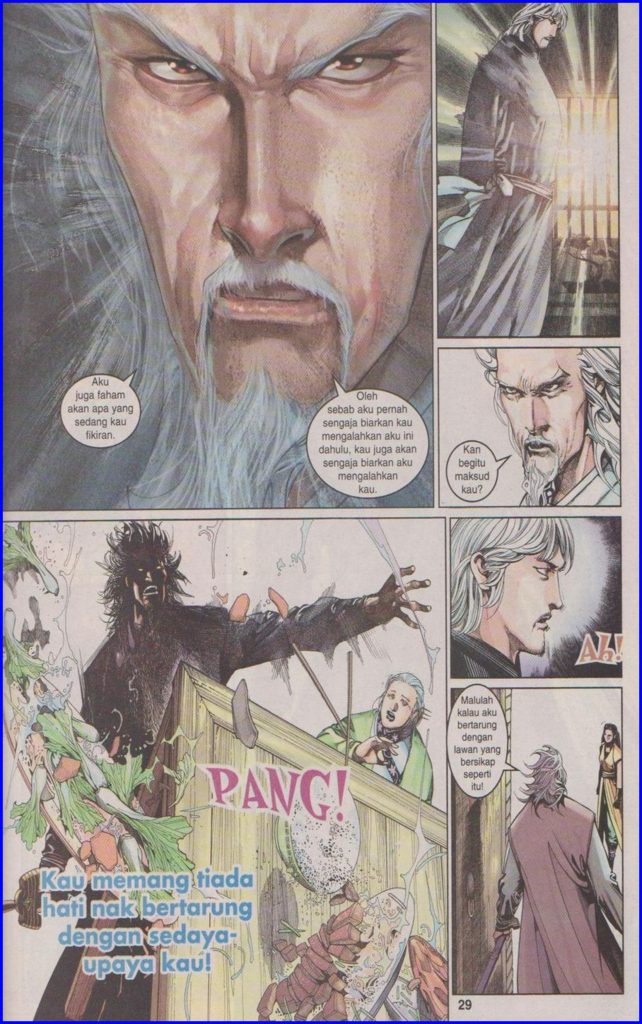 Aku
juga faham
akan apa yang
sedang kau
fikiran.
Oleh
sebab aku pernah
sengaja biarkan kau
mengalahkan aku ini
dahulu, kau juga akan
sengaja biarkan aku
mengalahkan
kau.
Kan
begitu
maksud
kau?
PANG!
Kau memang tiada
hati nak bertarung
dengan sedaya-
upaya kau!
Ah!
Malulah
kalau aku
bertarung
dengan
lawan yang
bersikap
seperti
itu!
29